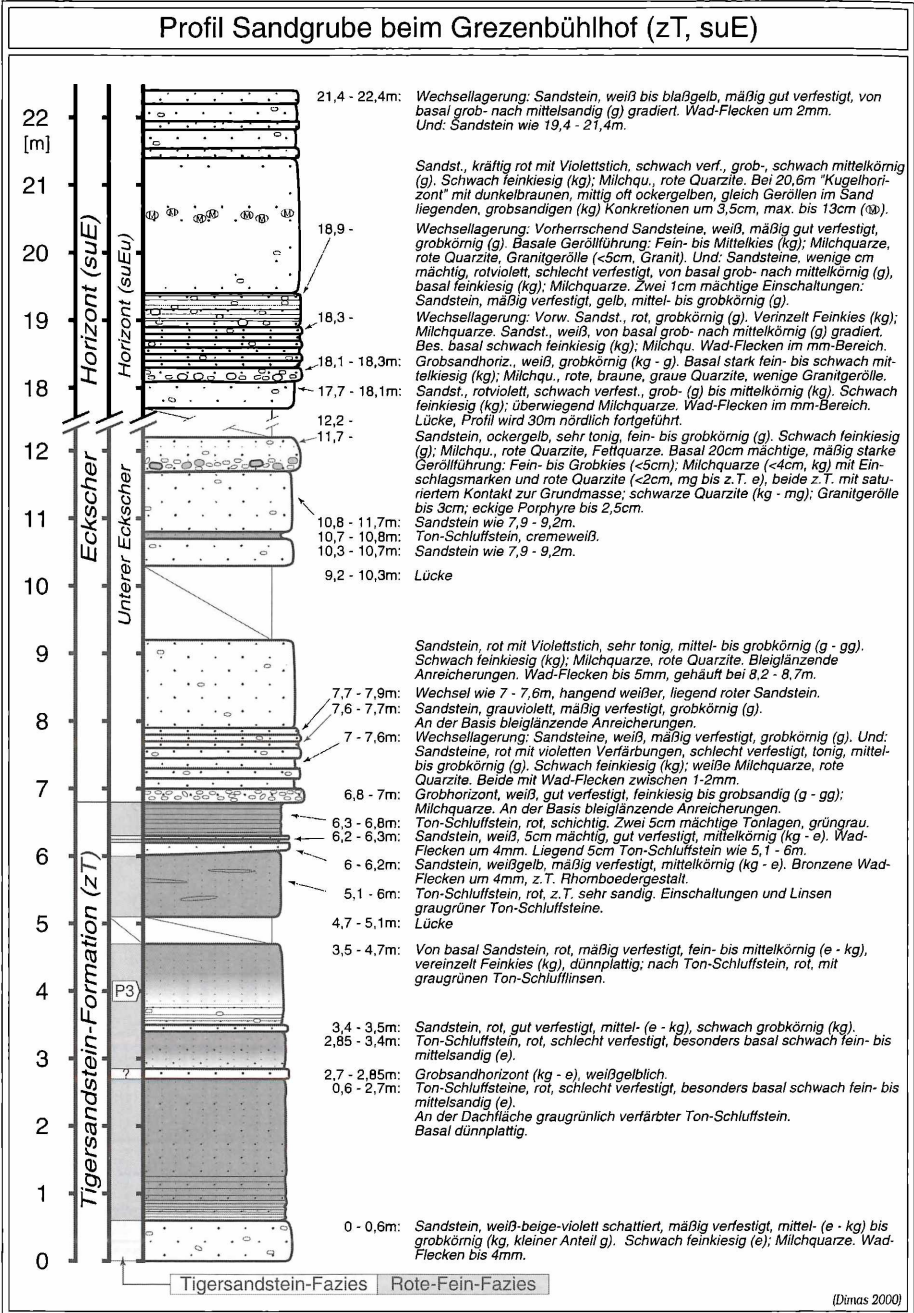 Profil Sandgrube beim Grezenbühlhof (zT, suE)
22
[m]
21
20
19
18
12
11
10
9
8
7
6
5
4
3
2
1
0
Eckscher Horizont (suE)
Unterer Eckscher Horizont (suEu)
Tigersandstein-Formation (zT)
P3
?
M M M M M M
21,4 - 22,4m: Wechsellagerung: Sandstein, weiß bis blaßgelb, mäßig gut verfestigt, von
basal grob- nach mittelsandig (g) gradiert. Wad-Flecken um 2mm.
Und: Sandstein wie 19,4 - 21,4m.
Sandst., kräftig rot mit Violettstich, schwach verf., grob-, schwach mittelkörnig
(g). Schwach feinkiesig (kg); Milchqu., rote Quarzite. Bei 20,6m "Kugelhori-
zont" mit dunkelbraunen, mittig oft ockergelben, gleich Geröllen im Sand
liegenden, grobsandigen (kg) Konkretionen um 3,5cm, max. bis 13cm (M).
18,9 - Wechsellagerung: Vorherrschend Sandsteine, weiß, mäßig gut verfestigt,
grobkörnig (g). Basale Geröllführung: Fein- bis Mittelkies (kg); Milchquarze,
rote Quarzite, Granitgerölle (<5cm, Granit). Und: Sandsteine, wenige cm
mächtig, rotviolett, schlecht verfestigt, von basal grob- nach mittelkörnig (g),
basal feinkiesig (kg); Milchquarze. Zwei 1cm mächtige Einschaltungen:
Sandstein, mäßig verfestigt, gelb, mittel- bis grobkörnig (g).
18,3 - Wechsellagerung: Vorw. Sandst., rot, grobkörnig (g). Verinzelt Feinkies (kg);
Milchquarze. Sandst., weiß, von basal grob- nach mittelkörnig (g) gradiert.
Bes. basal schwach feinkiesig (kg); Milchqu. Wad-Flecken im mm-Bereich.
18,1 - 18,3m: Grobsandhoriz., weiß, grobkörnig (kg - g). Basal stark fein- bis schwach mit-
telkiesig (kg); Milchqu., rote, braune, graue Quarzite, wenige Granitgerölle.
17,7 - 18,1m: Sandst., rotviolett, schwach verfest., grob- (g) bis mittelkörnig (kg). Schwach
feinkiesig (kg); überwiegend Milchquarze. Wad-Flecken im mm-Bereich.
12,2 - Lücke, Profil wird 30m nördlich fortgeführt.
11,7 - Sandstein, ockergelb, sehr tonig, fein- bis grobkörnig (g). Schwach feinkiesig
(g); Milchqu., rote Quarzite, Fettquarze. Basal 20cm mächtige, mäßig starke
Geröllführung: Fein- bis Grobkies (<5cm); Milchquarze (<4cm, kg) mit Ein-
schlagsmarken und rote Quarzite (<2cm, mg bis z.T. e), beide z.T. mit satu-
riertem Kontakt zur Grundmasse; schwarze Quarzite (kg - mg); Granitgerölle
bis 3cm; eckige Porphyre bis 2,5cm.
10,8 - 11,7m: Sandstein wie 7,9 - 9,2m.
10,7 - 10,8m: Ton-Schluffstein, cremeweiß.
10,3 - 10,7m: Sandstein wie 7,9 - 9,2m.
9,2 - 10,3m: Lücke
Sandstein, rot mit Violettstich, sehr tonig, mittel- bis grobkörnig (g - gg).
Schwach feinkiesig (kg); Milchquarze, rote Quarzite. Bleiglänzende
Anreicherungen. Wad-Flecken bis 5mm, gehäuft bei 8,2 - 8,7m.
7,7 - 7,9m: Wechsel wie 7 - 7,6m, hangend weißer, liegend roter Sandstein.
7,6 - 7,7m: Sandstein, grauviolett, mäßig verfestigt, grobkörnig (g).
An der Basis bleiglänzende Anreicherungen.
7 - 7,6m: Wechsellagerung: Sandsteine, weiß, mäßig verfestigt, grobkörnig (g). Und:
Sandsteine, rot mit violetten Verfärbungen, schlecht verfestigt, tonig, mittel-
bis grobkörnig (g). Schwach feinkiesig (kg); weiße Milchquarze, rote
Quarzite. Beide mit Wad-Flecken zwischen 1-2mm.
6,8 - 7m: Grobhorizont, weiß, gut verfestigt, feinkiesig bis grobsandig (g - gg);
Milchquarze. An der Basis bleiglänzende Anreicherungen.
6,3 - 6,8m: Ton-Schluffstein, rot, schichtig. Zwei 5cm mächtige Tonlagen, grüngrau.
6,2 - 6,3m: Sandstein, weiß, 5cm mächtig, gut verfestigt, mittelkörnig (kg - e). Wad-
Flecken um 4mm. Liegend 5cm Ton-Schluffstein wie 5,1 - 6m.
6 - 6,2m: Sandstein, weißgelb, mäßig verfestigt, mittelkörnig (kg - e). Bronzene Wad-
Flecken um 4mm, z.T. Rhomboedergestalt.
5,1 - 6m: Ton-Schluffstein, rot, z.T. sehr sandig. Einschaltungen und Linsen
graugrüner Ton-Schluffsteine.
4,7 - 5,1m: Lücke
3,5 - 4,7m: Von basal Sandstein, rot, mäßig verfestigt, fein- bis mittelkörnig (e - kg),
vereinzelt Feinkies (kg), dünnplattig; nach Ton-Schluffstein, rot, mit
graugrünen Ton-Schlufflinsen.
3,4 - 3,5m: Sandstein, rot, gut verfestigt, mittel- (e - kg), schwach grobkörnig (kg).
2,85 - 3,4m: Ton-Schluffstein, rot, schlecht verfestigt, besonders basal schwach fein- bis
mittelsandig (e).
2,7 - 2,85m: Grobsandhorizont (kg - e), weißgelblich.
0,6 - 2,7m: Ton-Schluffsteine, rot, schlecht verfestigt, besonders basal schwach fein- bis
mittelsandig (e).
An der Dachfläche graugrünlich verfärbter Ton-Schluffstein.
Basal dünnplattig.
0 - 0,6m: Sandstein, weiß-beige-violett schattiert, mäßig verfestigt, mittel- (e - kg) bis
grobkörnig (kg, kleiner Anteil g). Schwach feinkiesig (e); Milchquarze. Wad-
Flecken bis 4mm.
Tigersandstein-Fazies Rote-Fein-Fazies
(Dimas 2000)